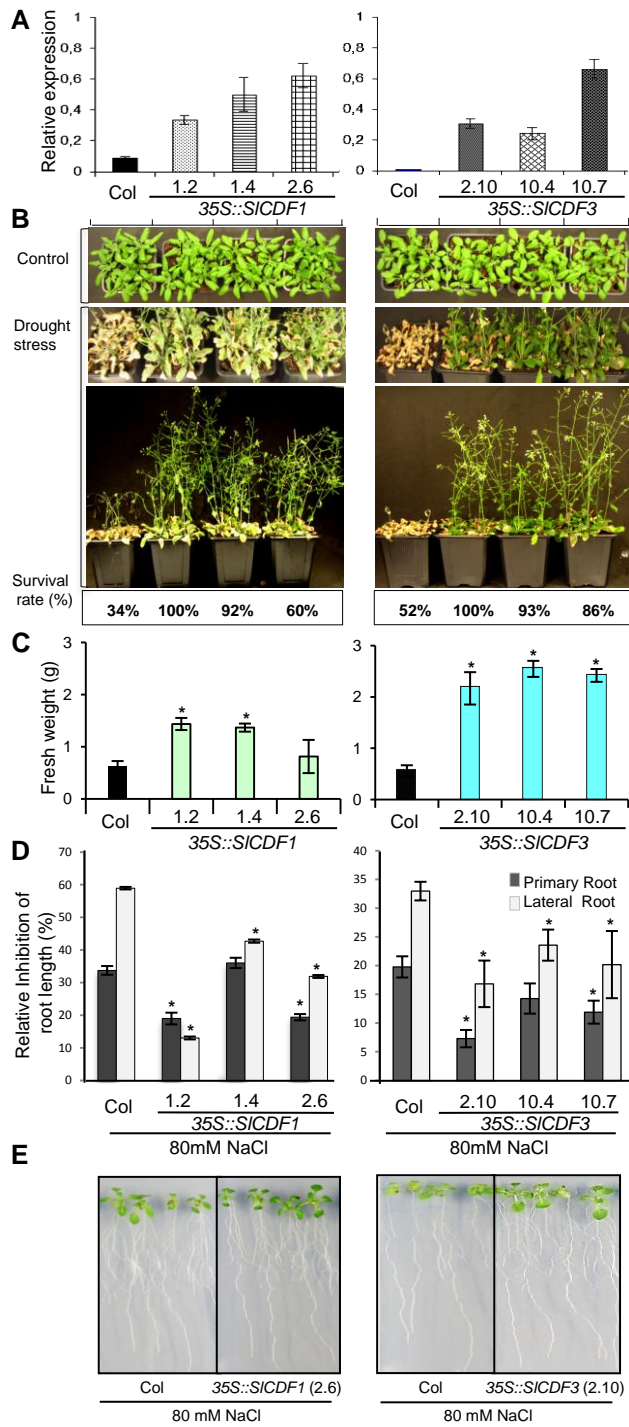 A
Relative expression
1
0,8
0,6
0,4
0,2
0
Col 1.2 1.4 2.6
35S::SlCDF1
1
0,8
0,6
0,4
0,2
0
Col 2.10 10.4 10.7
35S::SlCDF3
B
Control
Drought
stress
Survival
rate (%)
34% 100% 92% 60%
52% 100% 93% 86%
C
Fresh weight (g)
3
2
1
0
* *
Col 1.2 1.4 2.6
35S::SlCDF1
3
2
1
0
* * *
Col 2.10 10.4 10.7
35S::SlCDF3
D
Relative Inhibition of
root length (%)
70
60
50
40
30
20
10
0
* * * * *
Col 1.2 1.4 2.6
35S::SlCDF1
80mM NaCl
40
35
30
25
20
15
10
5
0
Primary Root
Lateral Root
* * * * *
Col 2.10 10.4 10.7
35S::SlCDF3
80mM NaCl
E
Col 35S::SlCDF1 (2.6)
80 mM NaCl
Col 35S::SlCDF3 (2.10)
80 mM NaCl